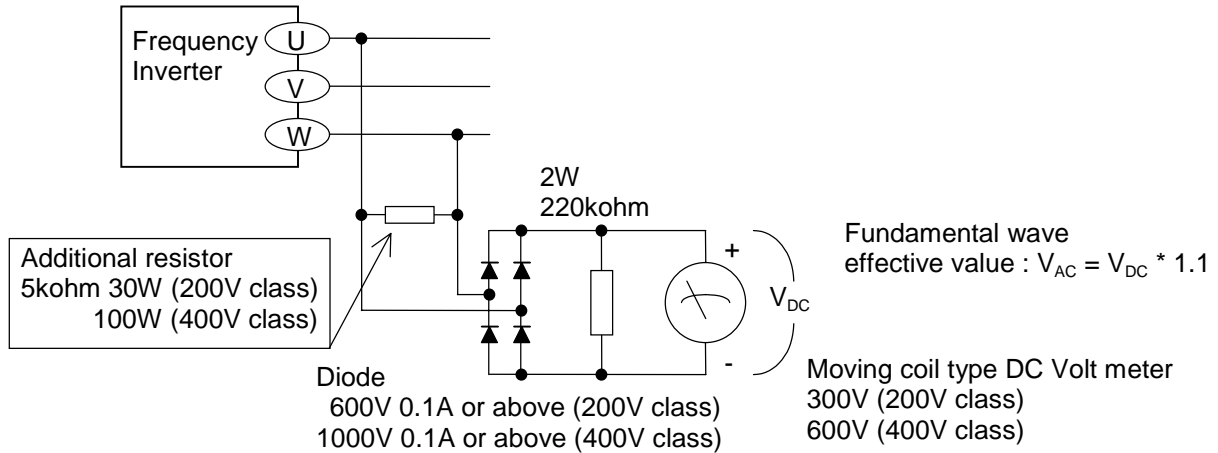 Frequency
Inverter
U
V
W
2W
220kohm
Additional resistor
5kohm 30W (200V class)
100W (400V class)
+
-
V_DC
Fundamental wave
effective value : V_AC = V_DC * 1.1
Diode
600V 0.1A or above (200V class)
1000V 0.1A or above (400V class)
Moving coil type DC Volt meter
300V (200V class)
600V (400V class)